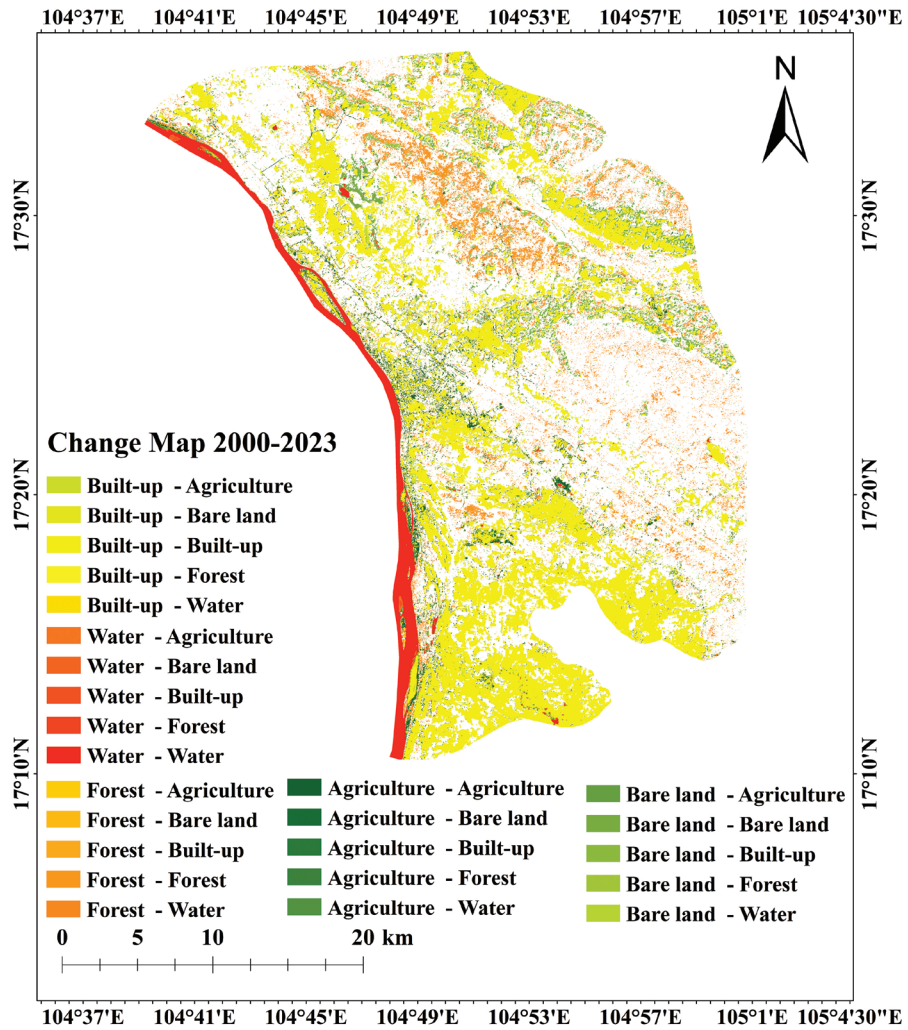 104°37'E 104°41'E 104°45'E 104°49'E 104°53'E 104°57'E 105°1'E 105°4'30"E
N
17°30'N 17°30'N
17°20'N 17°20'N
Change Map 2000-2023
Built-up - Agriculture
Built-up - Bare land
Built-up - Built-up
Built-up - Forest
Built-up - Water
Water - Agriculture
Water - Bare land
Water - Built-up
Water - Forest
Water - Water
17°10'N 17°10'N
Forest - Agriculture
Forest - Bare land
Forest - Built-up
Forest - Forest
Forest - Water
Agriculture - Agriculture
Agriculture - Bare land
Agriculture - Built-up
Agriculture - Forest
Agriculture - Water
Bare land - Agriculture
Bare land - Bare land
Bare land - Built-up
Bare land - Forest
Bare land - Water
0 5 10 20 km
104°37'E 104°41'E 104°45'E 104°49'E 104°53'E 104°57'E 105°1'E 105°4'30"E